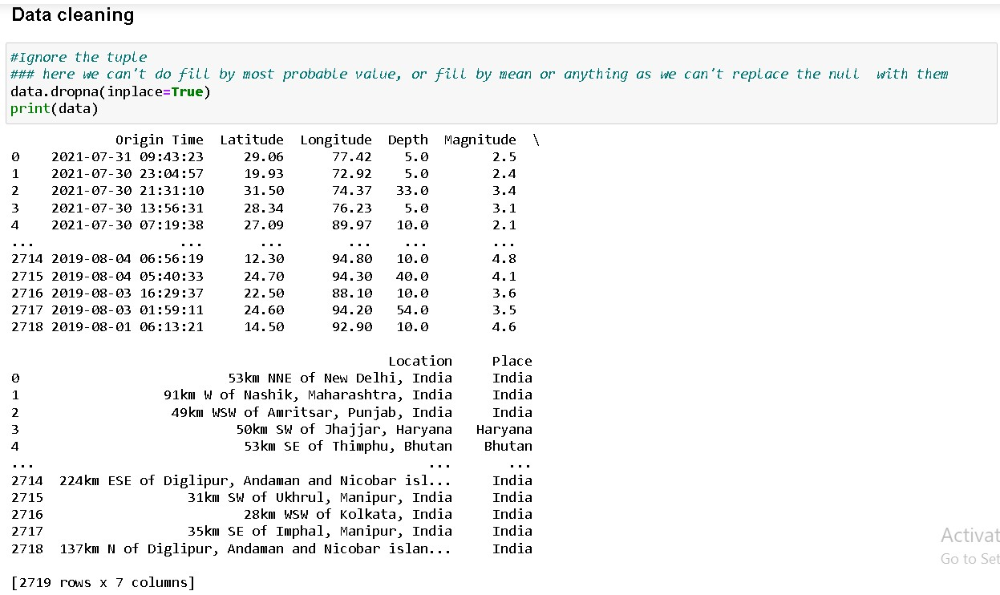 Data cleaning
#Ignore the tuple
### here we can't do fill by most probable value, or fill by mean or anything as we can't replace the null  with them
data.dropna(inplace=True)
print(data)
Origin Time  Latitude  Longitude  Depth  Magnitude  \
0    2021-07-31 09:43:23     29.06      77.42    5.0        2.5
1    2021-07-30 23:04:57     19.93      72.92    5.0        2.4
2    2021-07-30 21:31:10     31.50      74.37   33.0        3.4
3    2021-07-30 13:56:31     28.34      76.23    5.0        3.1
4    2021-07-30 07:19:38     27.09      89.97   10.0        2.1
...                  ...       ...        ...    ...        ...
2714 2019-08-04 06:56:19     12.30      94.80   10.0        4.8
2715 2019-08-04 05:40:33     24.70      94.30   40.0        4.1
2716 2019-08-03 16:29:37     22.50      88.10   10.0        3.6
2717 2019-08-03 01:59:11     24.60      94.20   54.0        3.5
2718 2019-08-01 06:13:21     14.50      92.90   10.0        4.6
Location     Place
0                          53km NNE of New Delhi, India     India
1                  91km W of Nashik, Maharashtra, India     India
2                   49km WSW of Amritsar, Punjab, India     India
3                           50km SW of Jhajjar, Haryana   Haryana
4                            53km SE of Thimphu, Bhutan    Bhutan
...                                                 ...       ...
2714  224km ESE of Diglipur, Andaman and Nicobar isl...     India
2715                  31km SW of Ukhrul, Manipur, India     India
2716                         28km WSW of Kolkata, India     India
2717                  35km SE of Imphal, Manipur, India     India
2718  137km N of Diglipur, Andaman and Nicobar islan...     India
[2719 rows x 7 columns]
Activat
Go to Set